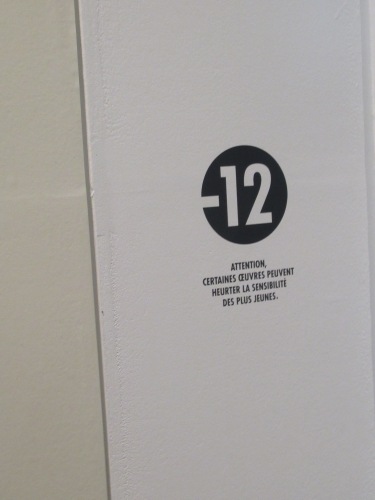 -12
ATTENTION,
CERTAINES ŒUVRES PEUVENT
HEURTER LA SENSIBILITÉ
DES PLUS JEUNES.